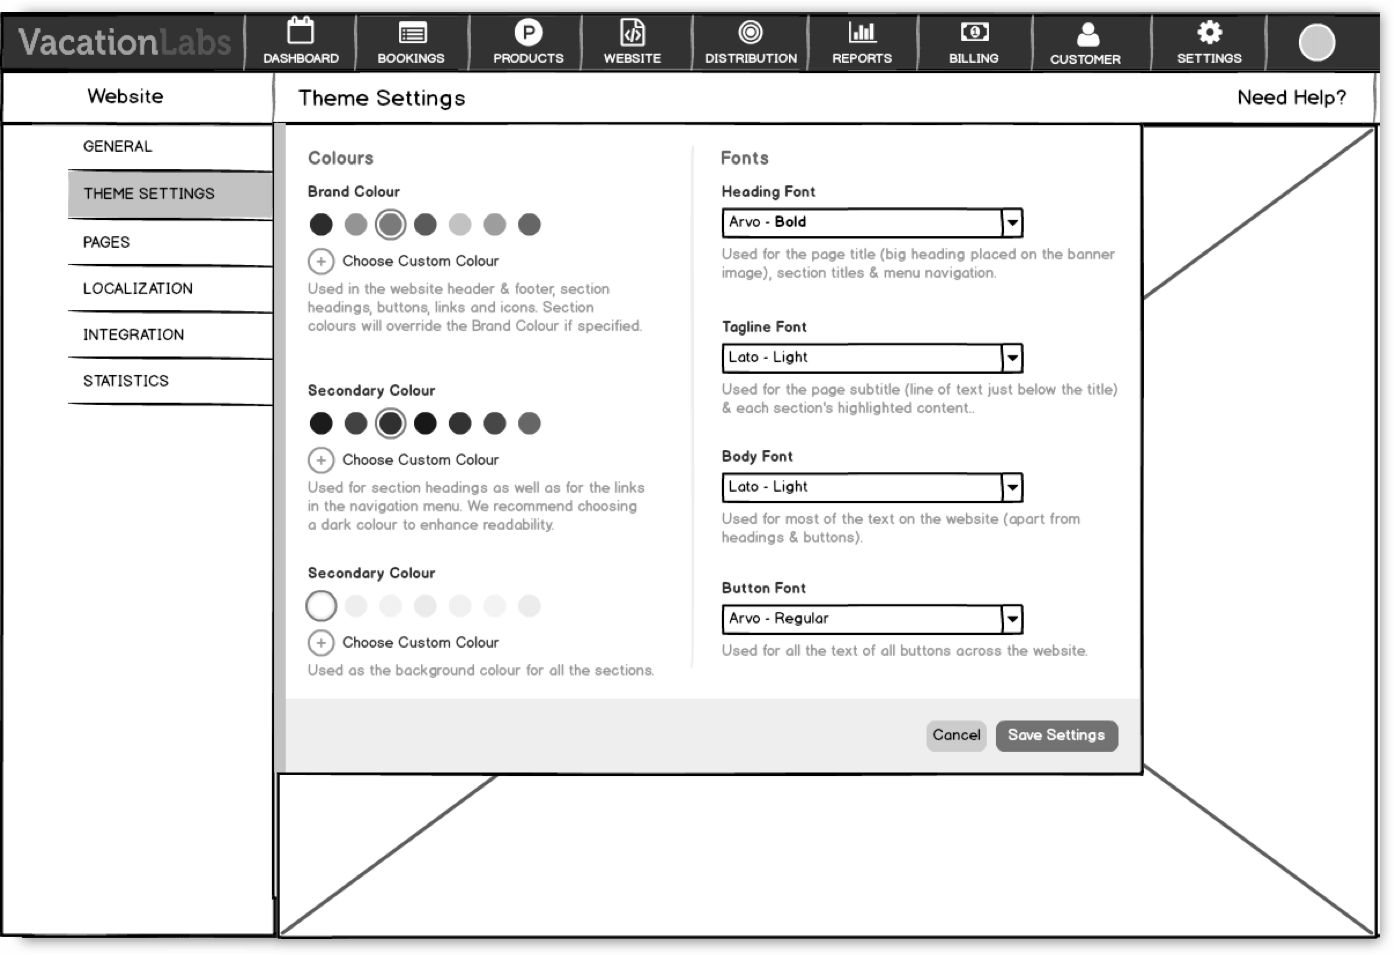 VacationLabs
DASHBOARD
BOOKINGS
P
PRODUCTS
WEBSITE
DISTRIBUTION
REPORTS
BILLING
CUSTOMER
SETTINGS
Website
Theme Settings
Need Help?
GENERAL
THEME SETTINGS
PAGES
LOCALIZATION
INTEGRATION
STATISTICS
Colours
Brand Colour
Choose Custom Colour
Used in the website header & footer, section
headings, buttons, links and icons. Section
colours will override the Brand Colour if specified.
Secondary Colour
Choose Custom Colour
Used for section headings as well as for the links
in the navigation menu. We recommend choosing
a dark colour to enhance readability.
Secondary Colour
Choose Custom Colour
Used as the background colour for all the sections.
Fonts
Heading Font
Arvo - Bold
Used for the page title (big heading placed on the banner
image), section titles & menu navigation.
Tagline Font
Lato - Light
Used for the page subtitle (line of text just below the title)
& each section's highlighted content..
Body Font
Lato - Light
Used for most of the text on the website (apart from
headings & buttons).
Button Font
Arvo - Regular
Used for all the text of all buttons across the website.
Cancel
Save Settings